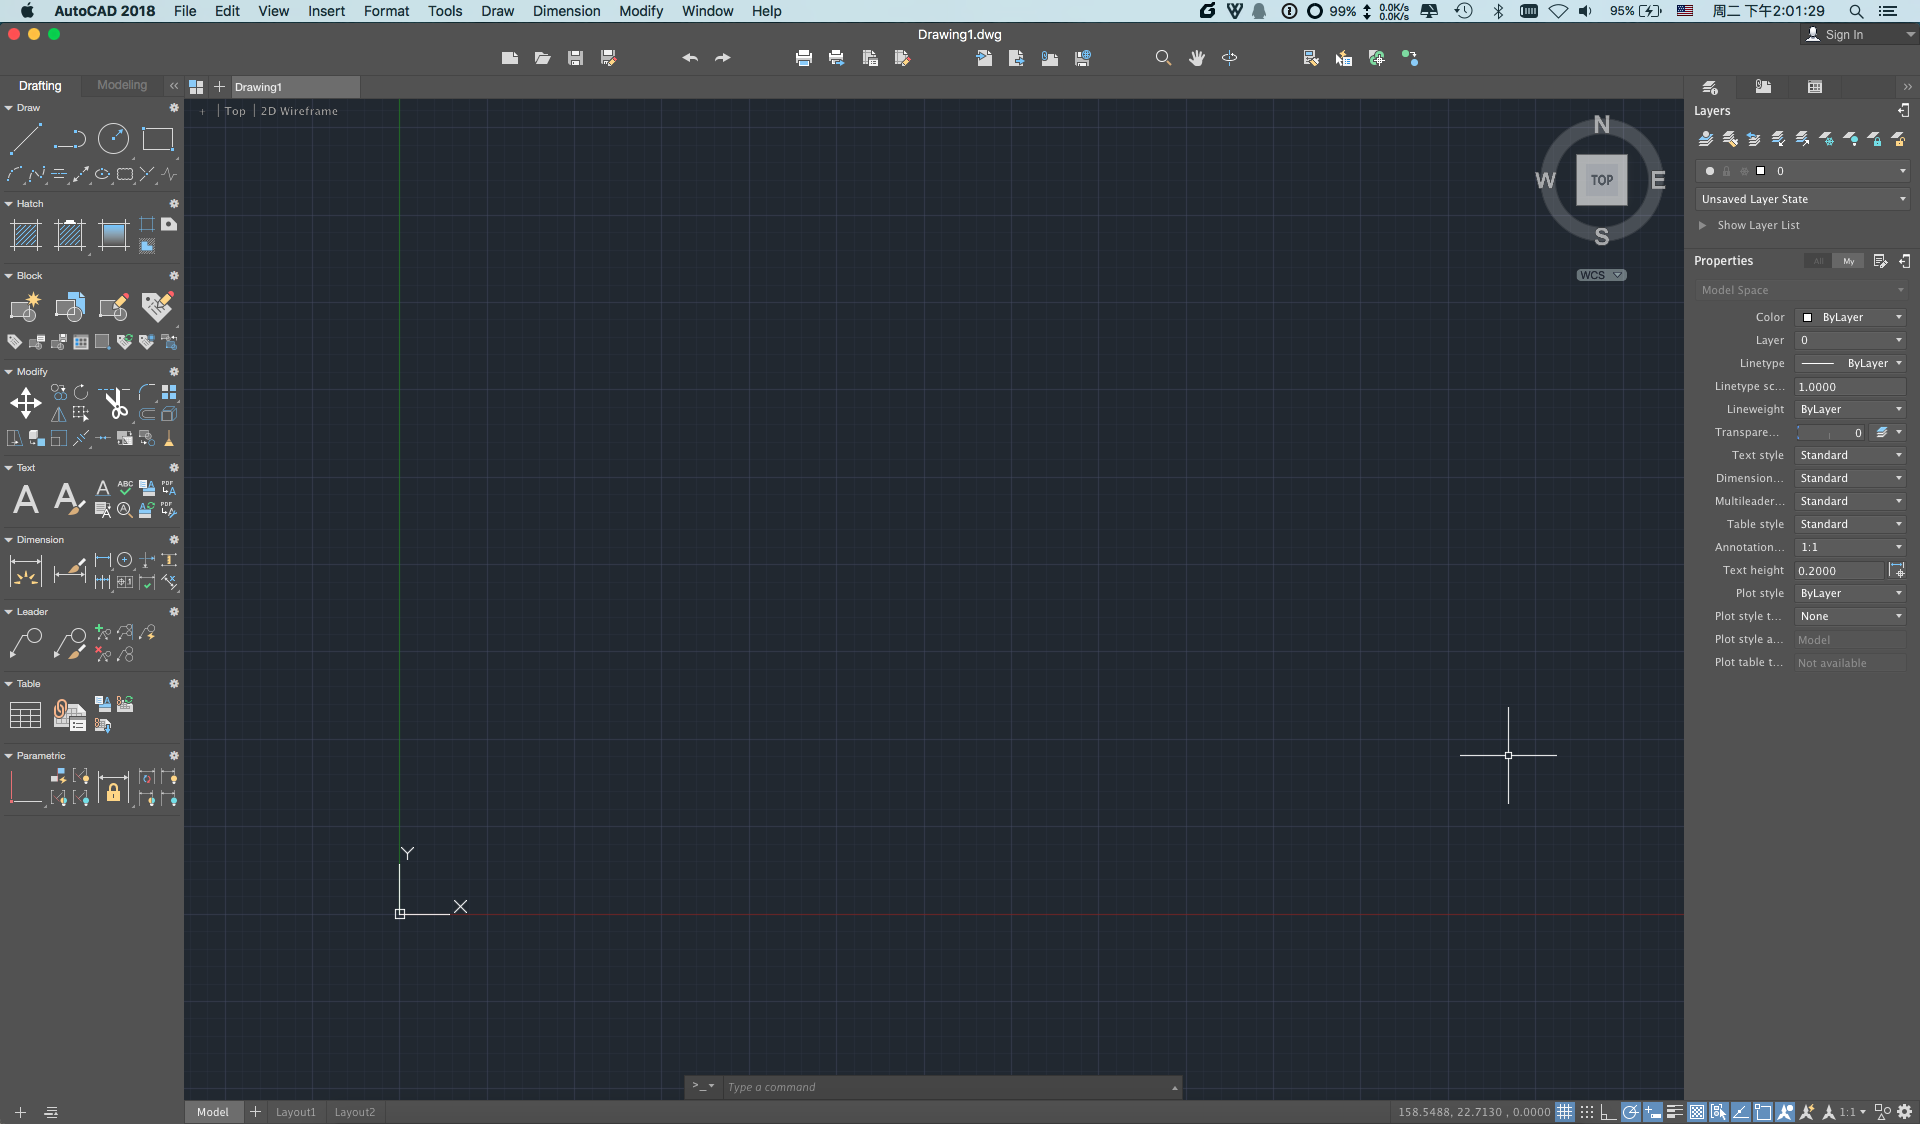 AutoCAD 2018 File Edit View Insert Format Tools Draw Dimension Modify Window Help 99% 0.0K/s 0.0K/s 95% 周二 下午2:01:29
Drawing1.dwg
Sign In
Drafting Modeling
Drawing1
+ | Top | 2D Wireframe
Draw
Hatch
Block
Modify
Text
A
ABC
PDF
A
PDF
Dimension
Leader
Table
Parametric
N
W TOP E
S
WCS
Y
X
>_ Type a command
Model Layout1 Layout2
158.5488, 22.7130 , 0.0000
1:1
Layers
0
Unsaved Layer State
Show Layer List
Properties All My
Model Space
Color ByLayer
Layer 0
Linetype ByLayer
Linetype sc... 1.0000
Lineweight ByLayer
Transpare... 0
Text style Standard
Dimension... Standard
Multileader... Standard
Table style Standard
Annotation... 1:1
Text height 0.2000
Plot style ByLayer
Plot style t... None
Plot style a... Model
Plot table t... Not available